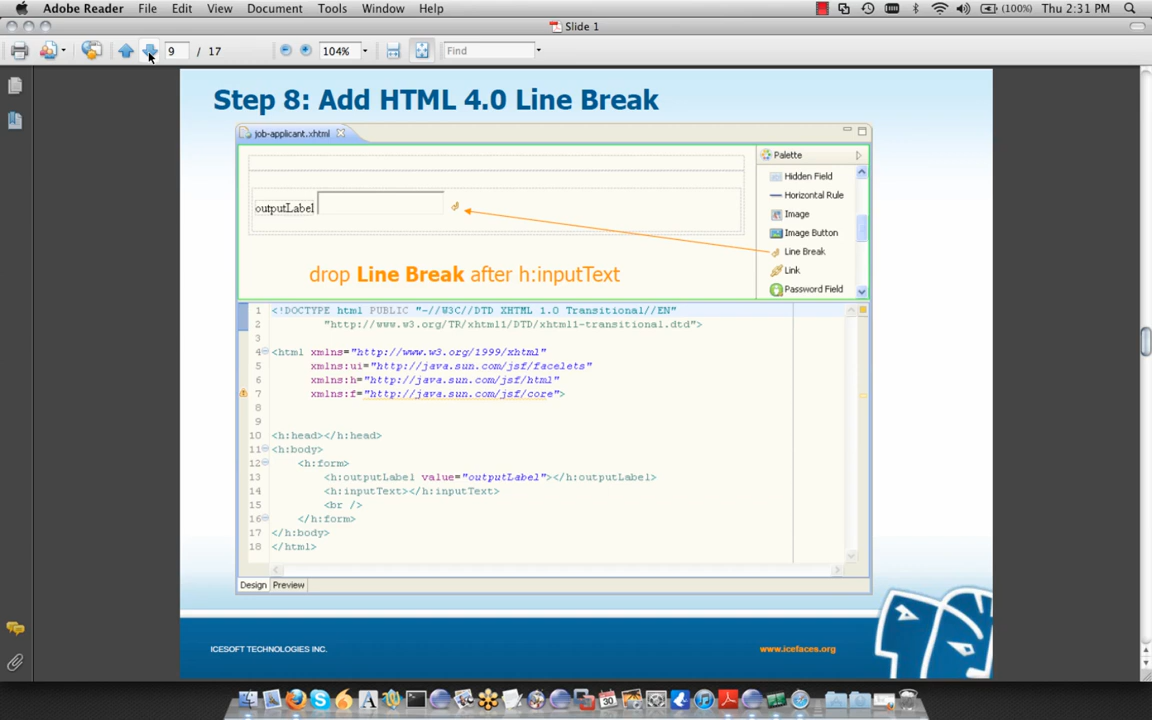 Adobe Reader File Edit View Document Tools Window Help (100%) Thu 2:31 PM
Slide 1
9 / 17 104% Find
Step 8: Add HTML 4.0 Line Break
job-applicant.xhtml
Palette
Hidden Field
Horizontal Rule
Image
Image Button
Line Break
Link
Password Field
outputLabel
drop Line Break after h:inputText
1 <!DOCTYPE html PUBLIC "-//W3C//DTD XHTML 1.0 Transitional//EN"
2 "http://www.w3.org/TR/xhtml1/DTD/xhtml1-transitional.dtd">
3
4 <html xmlns="http://www.w3.org/1999/xhtml"
5 xmlns:ui="http://java.sun.com/jsf/facelets"
6 xmlns:h="http://java.sun.com/jsf/html"
7 xmlns:f="http://java.sun.com/jsf/core">
8
9
10 <h:head></h:head>
11 <h:body>
12 <h:form>
13 <h:outputLabel value="outputLabel"></h:outputLabel>
14 <h:inputText></h:inputText>
15 <br />
16 </h:form>
17 </h:body>
18 </html>
Design Preview
ICESOFT TECHNOLOGIES INC. www.icefaces.org
30